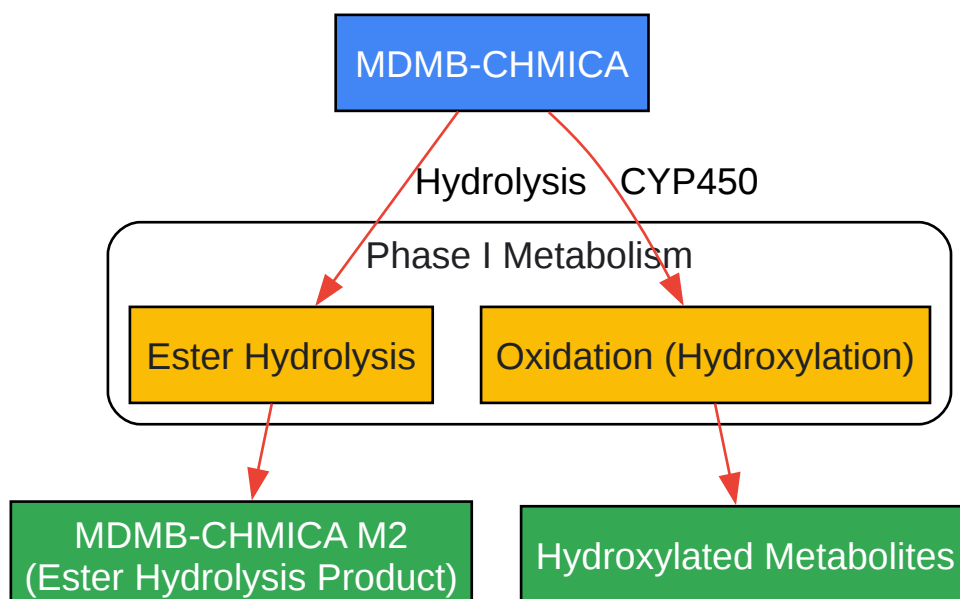 MDMB-CHMICA
Hydrolysis
CYP450
Phase I Metabolism
Ester Hydrolysis
Oxidation (Hydroxylation)
MDMB-CHMICA M2
(Ester Hydrolysis Product)
Hydroxylated Metabolites